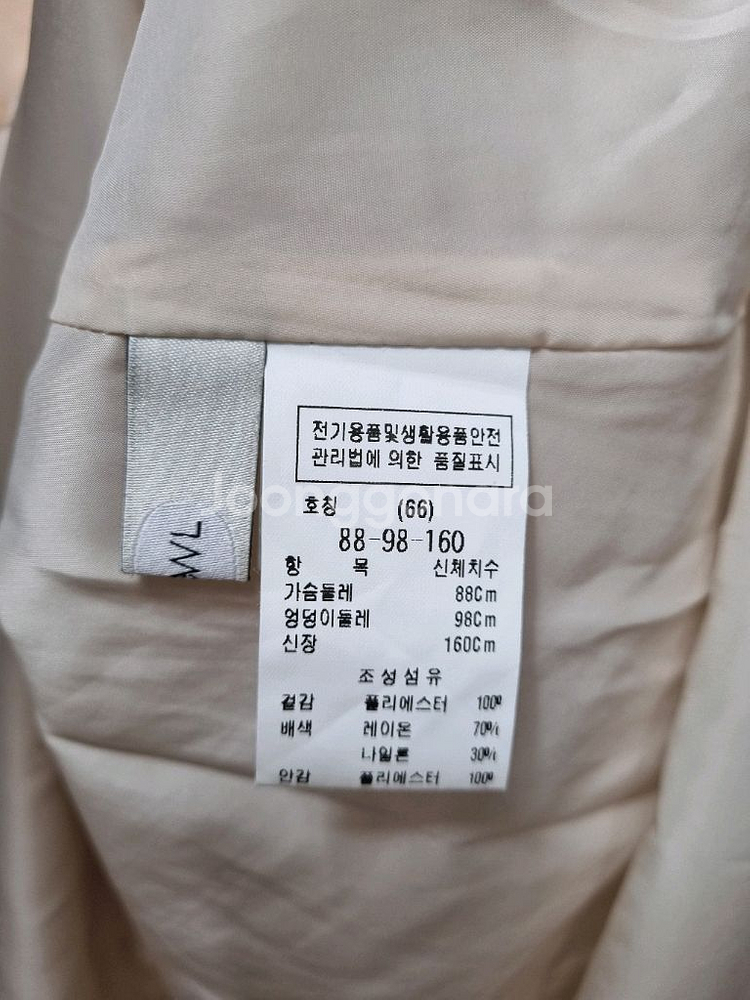 전기용품및생활용품안전
관리법에 의한 품질표시
Joonggonara
호칭 (66)
88-98-160
항 목 신체치수
가슴둘레 88Cm
엉덩이둘레 98Cm
신장 160Cm
조성섬유
겉감 폴리에스터 100%
배색 레이온 70%
나일론 30%
안감 폴리에스터 100%